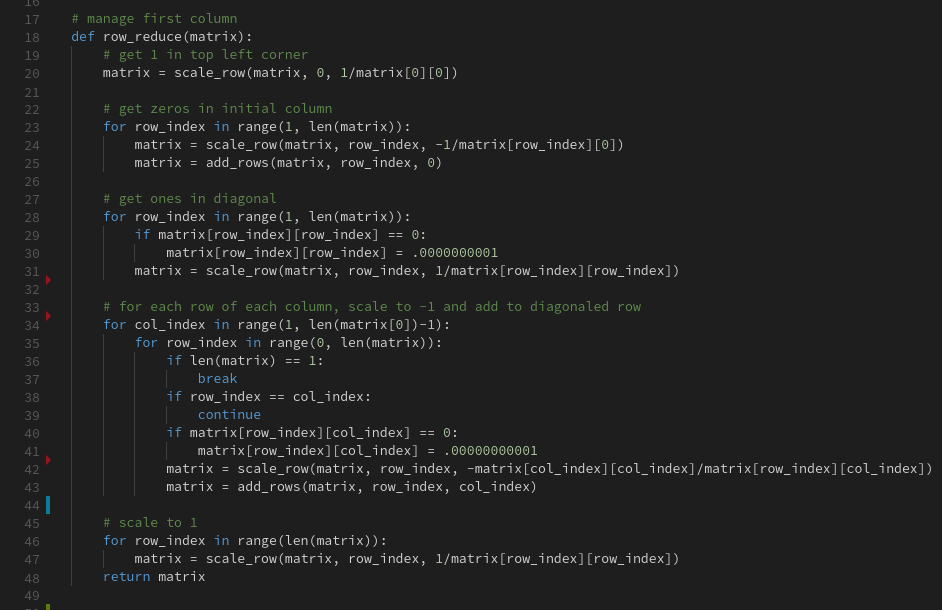 16
17 # manage first column
18 def row_reduce(matrix):
19     # get 1 in top left corner
20     matrix = scale_row(matrix, 0, 1/matrix[0][0])
21
22     # get zeros in initial column
23     for row_index in range(1, len(matrix)):
24         matrix = scale_row(matrix, row_index, -1/matrix[row_index][0])
25         matrix = add_rows(matrix, row_index, 0)
26
27     # get ones in diagonal
28     for row_index in range(1, len(matrix)):
29         if matrix[row_index][row_index] == 0:
30             matrix[row_index][row_index] = .0000000001
31         matrix = scale_row(matrix, row_index, 1/matrix[row_index][row_index])
32
33     # for each row of each column, scale to -1 and add to diagonaled row
34     for col_index in range(1, len(matrix[0])-1):
35         for row_index in range(0, len(matrix)):
36             if len(matrix) == 1:
37                 break
38             if row_index == col_index:
39                 continue
40             if matrix[row_index][col_index] == 0:
41                 matrix[row_index][col_index] = .00000000001
42             matrix = scale_row(matrix, row_index, -matrix[col_index][col_index]/matrix[row_index][col_index])
43             matrix = add_rows(matrix, row_index, col_index)
44
45     # scale to 1
46     for row_index in range(len(matrix)):
47         matrix = scale_row(matrix, row_index, 1/matrix[row_index][row_index])
48     return matrix
49